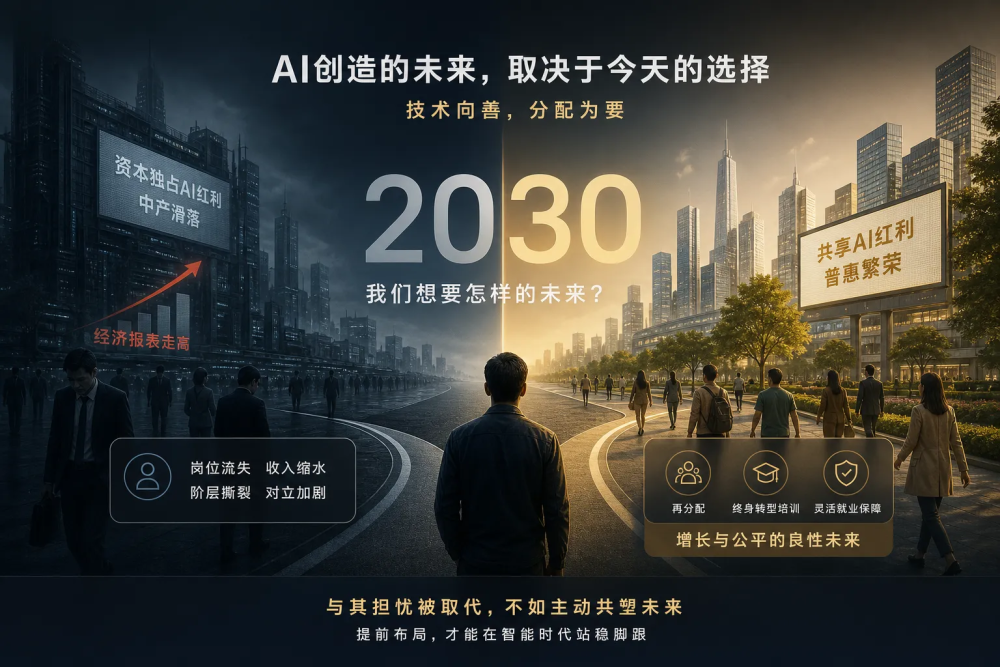 AI创造的未来，取决于今天的选择
技术向善，分配为要
资本独占AI红利
中产滑落
经济报表走高
2030
我们想要怎样的未来？
共享AI红利
普惠繁荣
岗位流失 收入缩水
阶层撕裂 对立加剧
再分配 终身转型培训 灵活就业保障
增长与公平的良性未来
与其担忧被取代，不如主动共塑未来
提前布局，才能在智能时代站稳脚跟